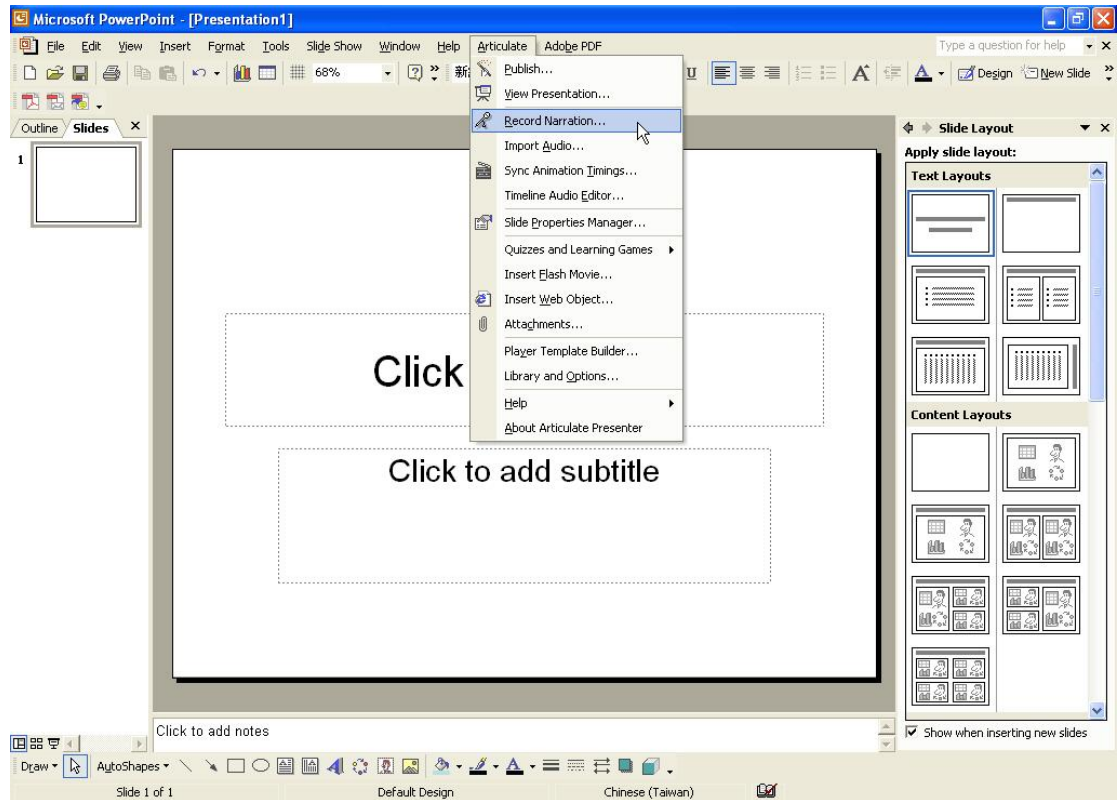 Microsoft PowerPoint - [Presentation1]
File Edit View Insert Format Tools Slide Show Window Help Articulate Adobe PDF Type a question for help
68% 新 U Design New Slide
Outline Slides
1
Publish...
View Presentation...
Record Narration...
Import Audio...
Sync Animation Timings...
Timeline Audio Editor...
Slide Properties Manager...
Quizzes and Learning Games
Insert Flash Movie...
Insert Web Object...
Attachments...
Player Template Builder...
Library and Options...
Help
About Articulate Presenter
Click
Click to add subtitle
Slide Layout
Apply slide layout:
Text Layouts
Content Layouts
Show when inserting new slides
Click to add notes
Draw AutoShapes
Slide 1 of 1 Default Design Chinese (Taiwan)